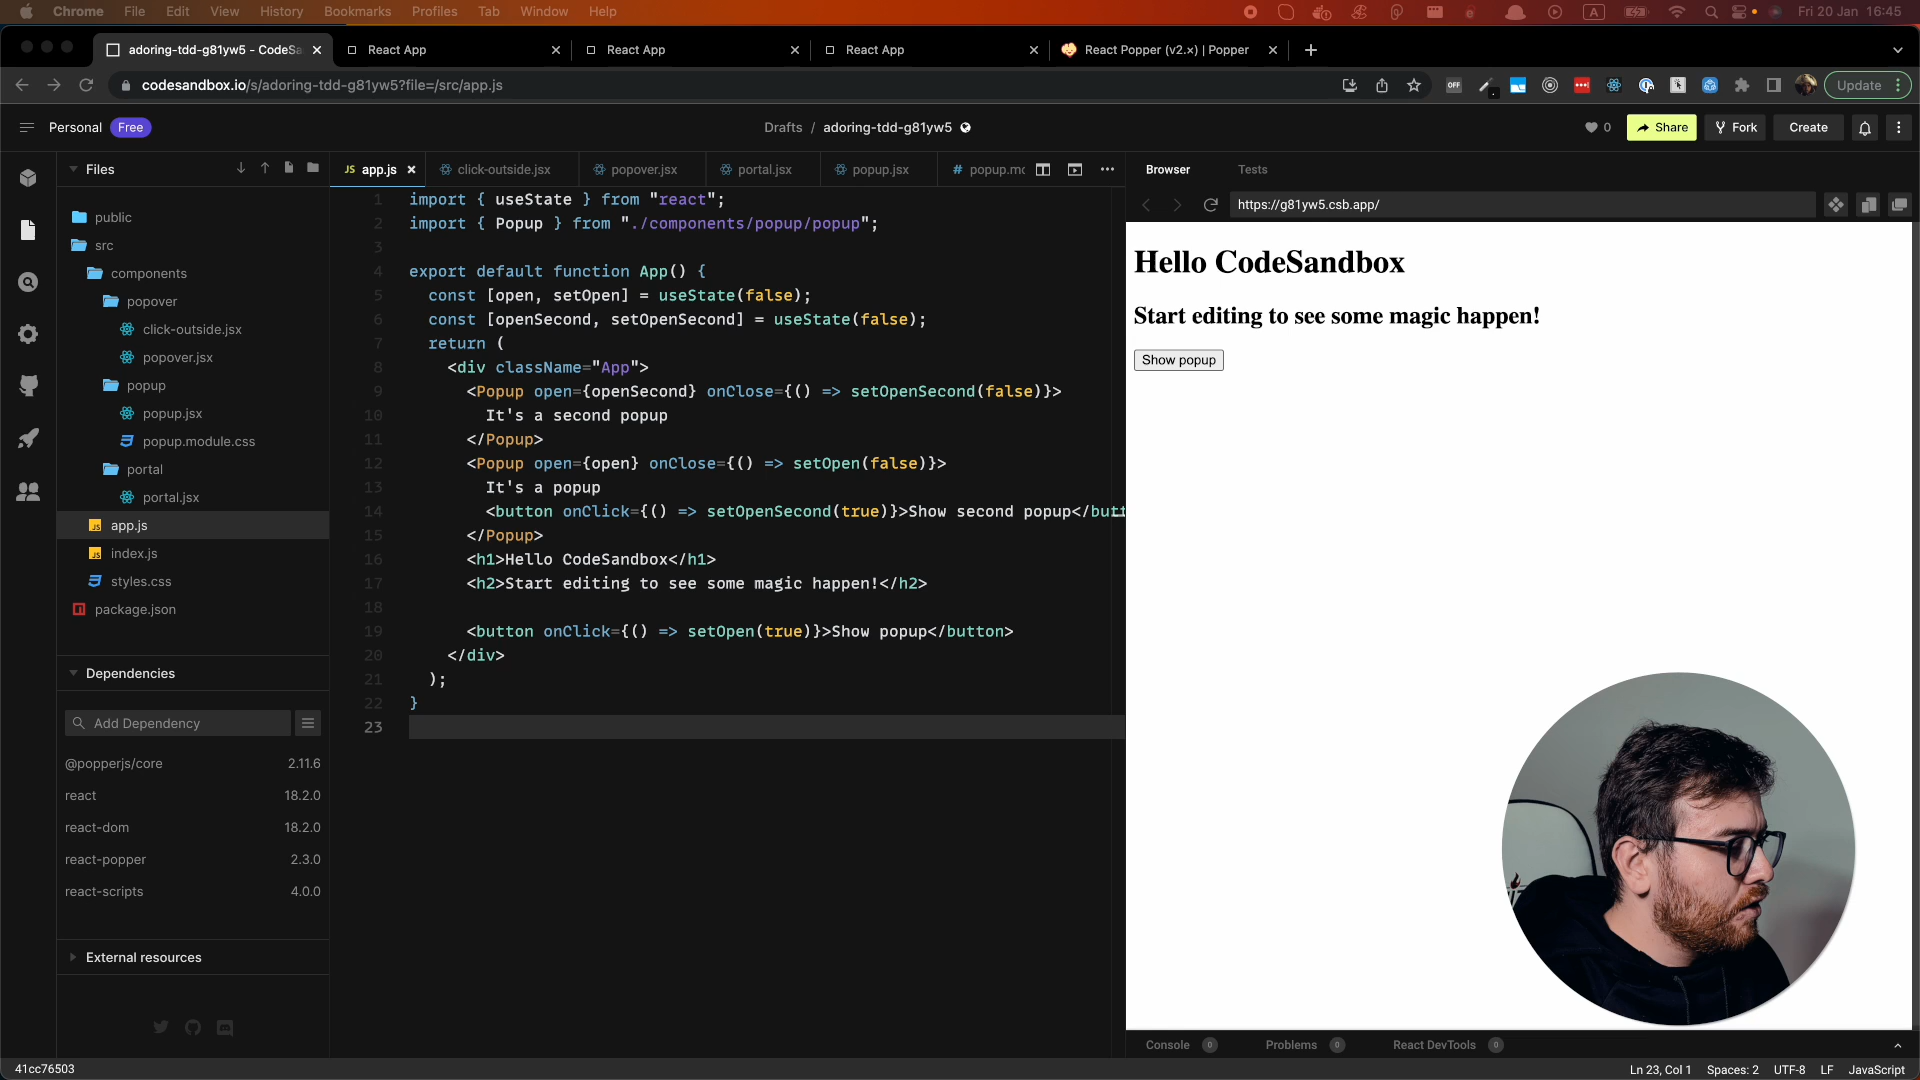 Chrome File Edit View History Bookmarks Profiles Tab Window Help Fri 20 Jan 16:45
adoring-tdd-g81yw5 - CodeSa React App React App React App React Popper (v2.×) | Popper
codesandbox.io/s/adoring-tdd-g81yw5?file=/src/app.js OFF Update
Personal Free Drafts / adoring-tdd-g81yw5 0 Share Fork Create
Files
public
src
components
popover
click-outside.jsx
popover.jsx
popup
popup.jsx
popup.module.css
portal
portal.jsx
app.js
index.js
styles.css
package.json
Dependencies
Add Dependency
@popperjs/core 2.11.6
react 18.2.0
react-dom 18.2.0
react-popper 2.3.0
react-scripts 4.0.0
External resources
JS app.js click-outside.jsx popover.jsx portal.jsx popup.jsx # popup.mo
1 import { useState } from "react";
2 import { Popup } from "./components/popup/popup";
3
4 export default function App() {
5 const [open, setOpen] = useState(false);
6 const [openSecond, setOpenSecond] = useState(false);
7 return (
8 <div className="App">
9 <Popup open={openSecond} onClose={() => setOpenSecond(false)}>
10 It's a second popup
11 </Popup>
12 <Popup open={open} onClose={() => setOpen(false)}>
13 It's a popup
14 <button onClick={() => setOpenSecond(true)}>Show second popup</butt
15 </Popup>
16 <h1>Hello CodeSandbox</h1>
17 <h2>Start editing to see some magic happen!</h2>
18
19 <button onClick={() => setOpen(true)}>Show popup</button>
20 </div>
21 );
22 }
23
Browser Tests
https://g81yw5.csb.app/
Hello CodeSandbox
Start editing to see some magic happen!
Show popup
Console 0 Problems 0 React DevTools 0
41cc76503 Ln 23, Col 1 Spaces: 2 UTF-8 LF JavaScript